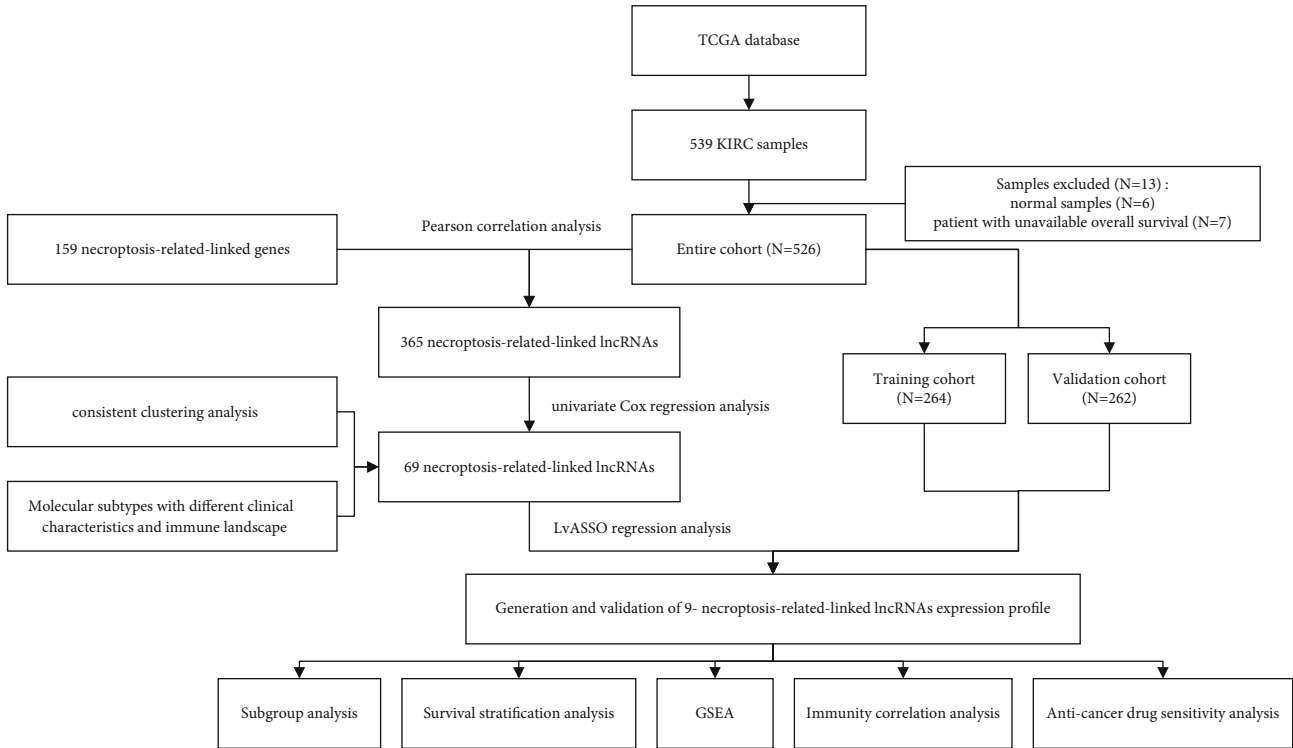 TCGA database
539 KIRC samples
Samples excluded (N=13) :
normal samples (N=6)
patient with unavailable overall survival (N=7)
Pearson correlation analysis
159 necroptosis-related-linked genes
Entire cohort (N=526)
365 necroptosis-related-linked lncRNAs
Training cohort
(N=264)
Validation cohort
(N=262)
consistent clustering analysis
univariate Cox regression analysis
69 necroptosis-related-linked lncRNAs
Molecular subtypes with different clinical
characteristics and immune landscape
LvASSO regression analysis
Generation and validation of 9- necroptosis-related-linked lncRNAs expression profile
Subgroup analysis
Survival stratification analysis
GSEA
Immunity correlation analysis
Anti-cancer drug sensitivity analysis